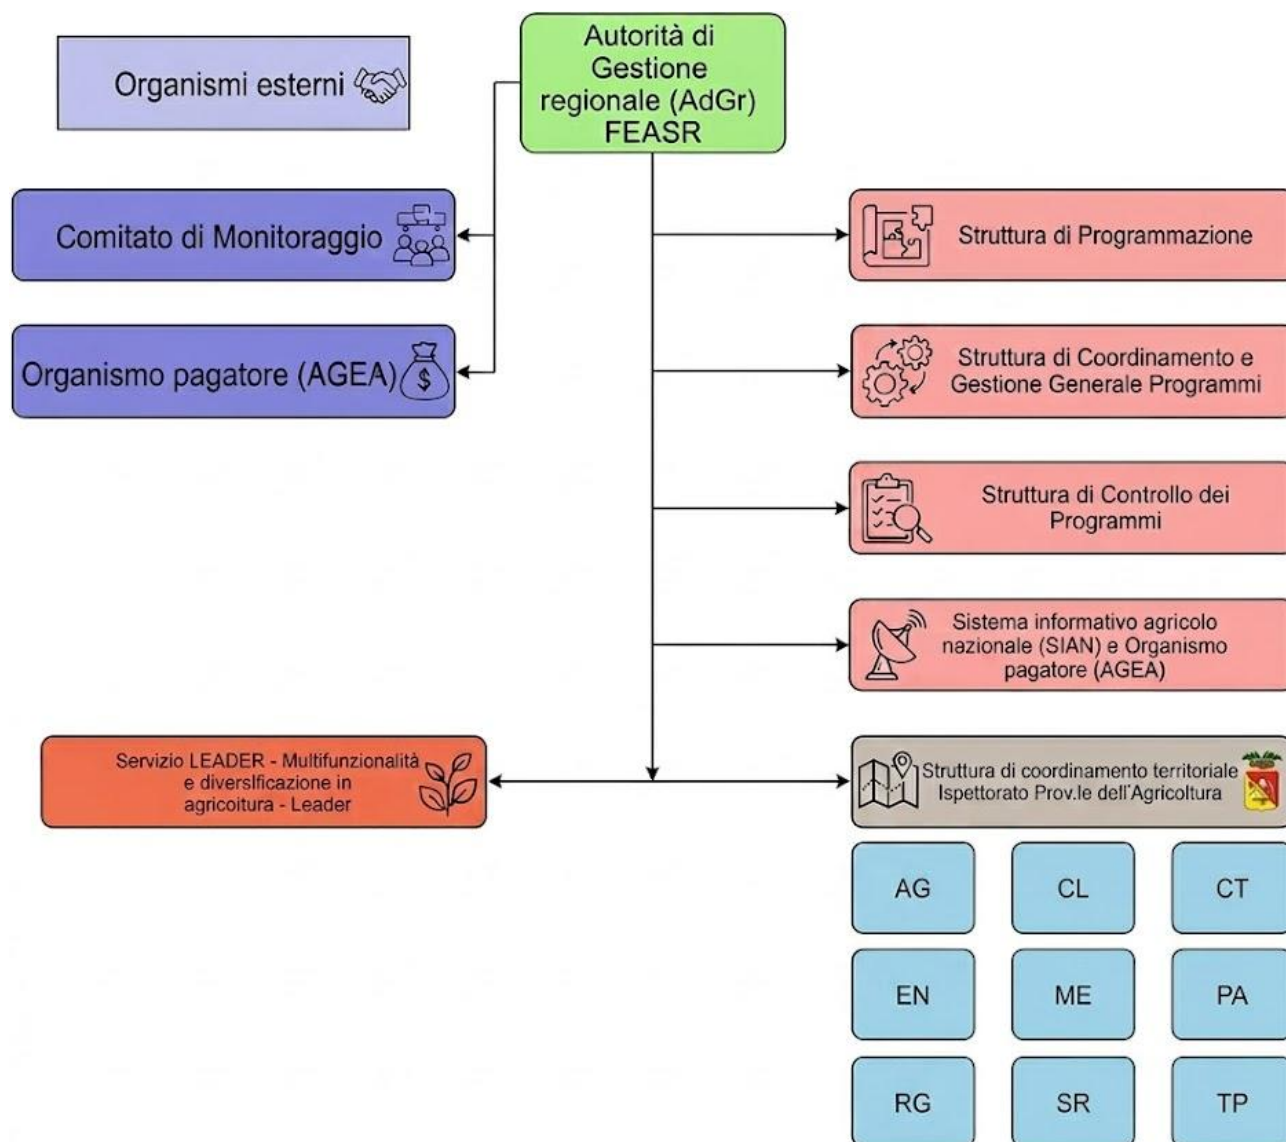 Organismi esterni
Autorità di
Gestione
regionale (AdGr)
FEASR
Comitato di Monitoraggio
Organismo pagatore (AGEA)
$
Struttura di Programmazione
Struttura di Coordinamento e
Gestione Generale Programmi
Struttura di Controllo dei
Programmi
Sistema informativo agricolo
nazionale (SIAN) e Organismo
pagatore (AGEA)
Servizio LEADER - Multifunzionalità
e diversIficazione in
agricoitura - Leader
Struttura di coordinamento territoriale
Ispettorato Prov.le dell'Agricoltura
AG
CL
CT
EN
ME
PA
RG
SR
TP